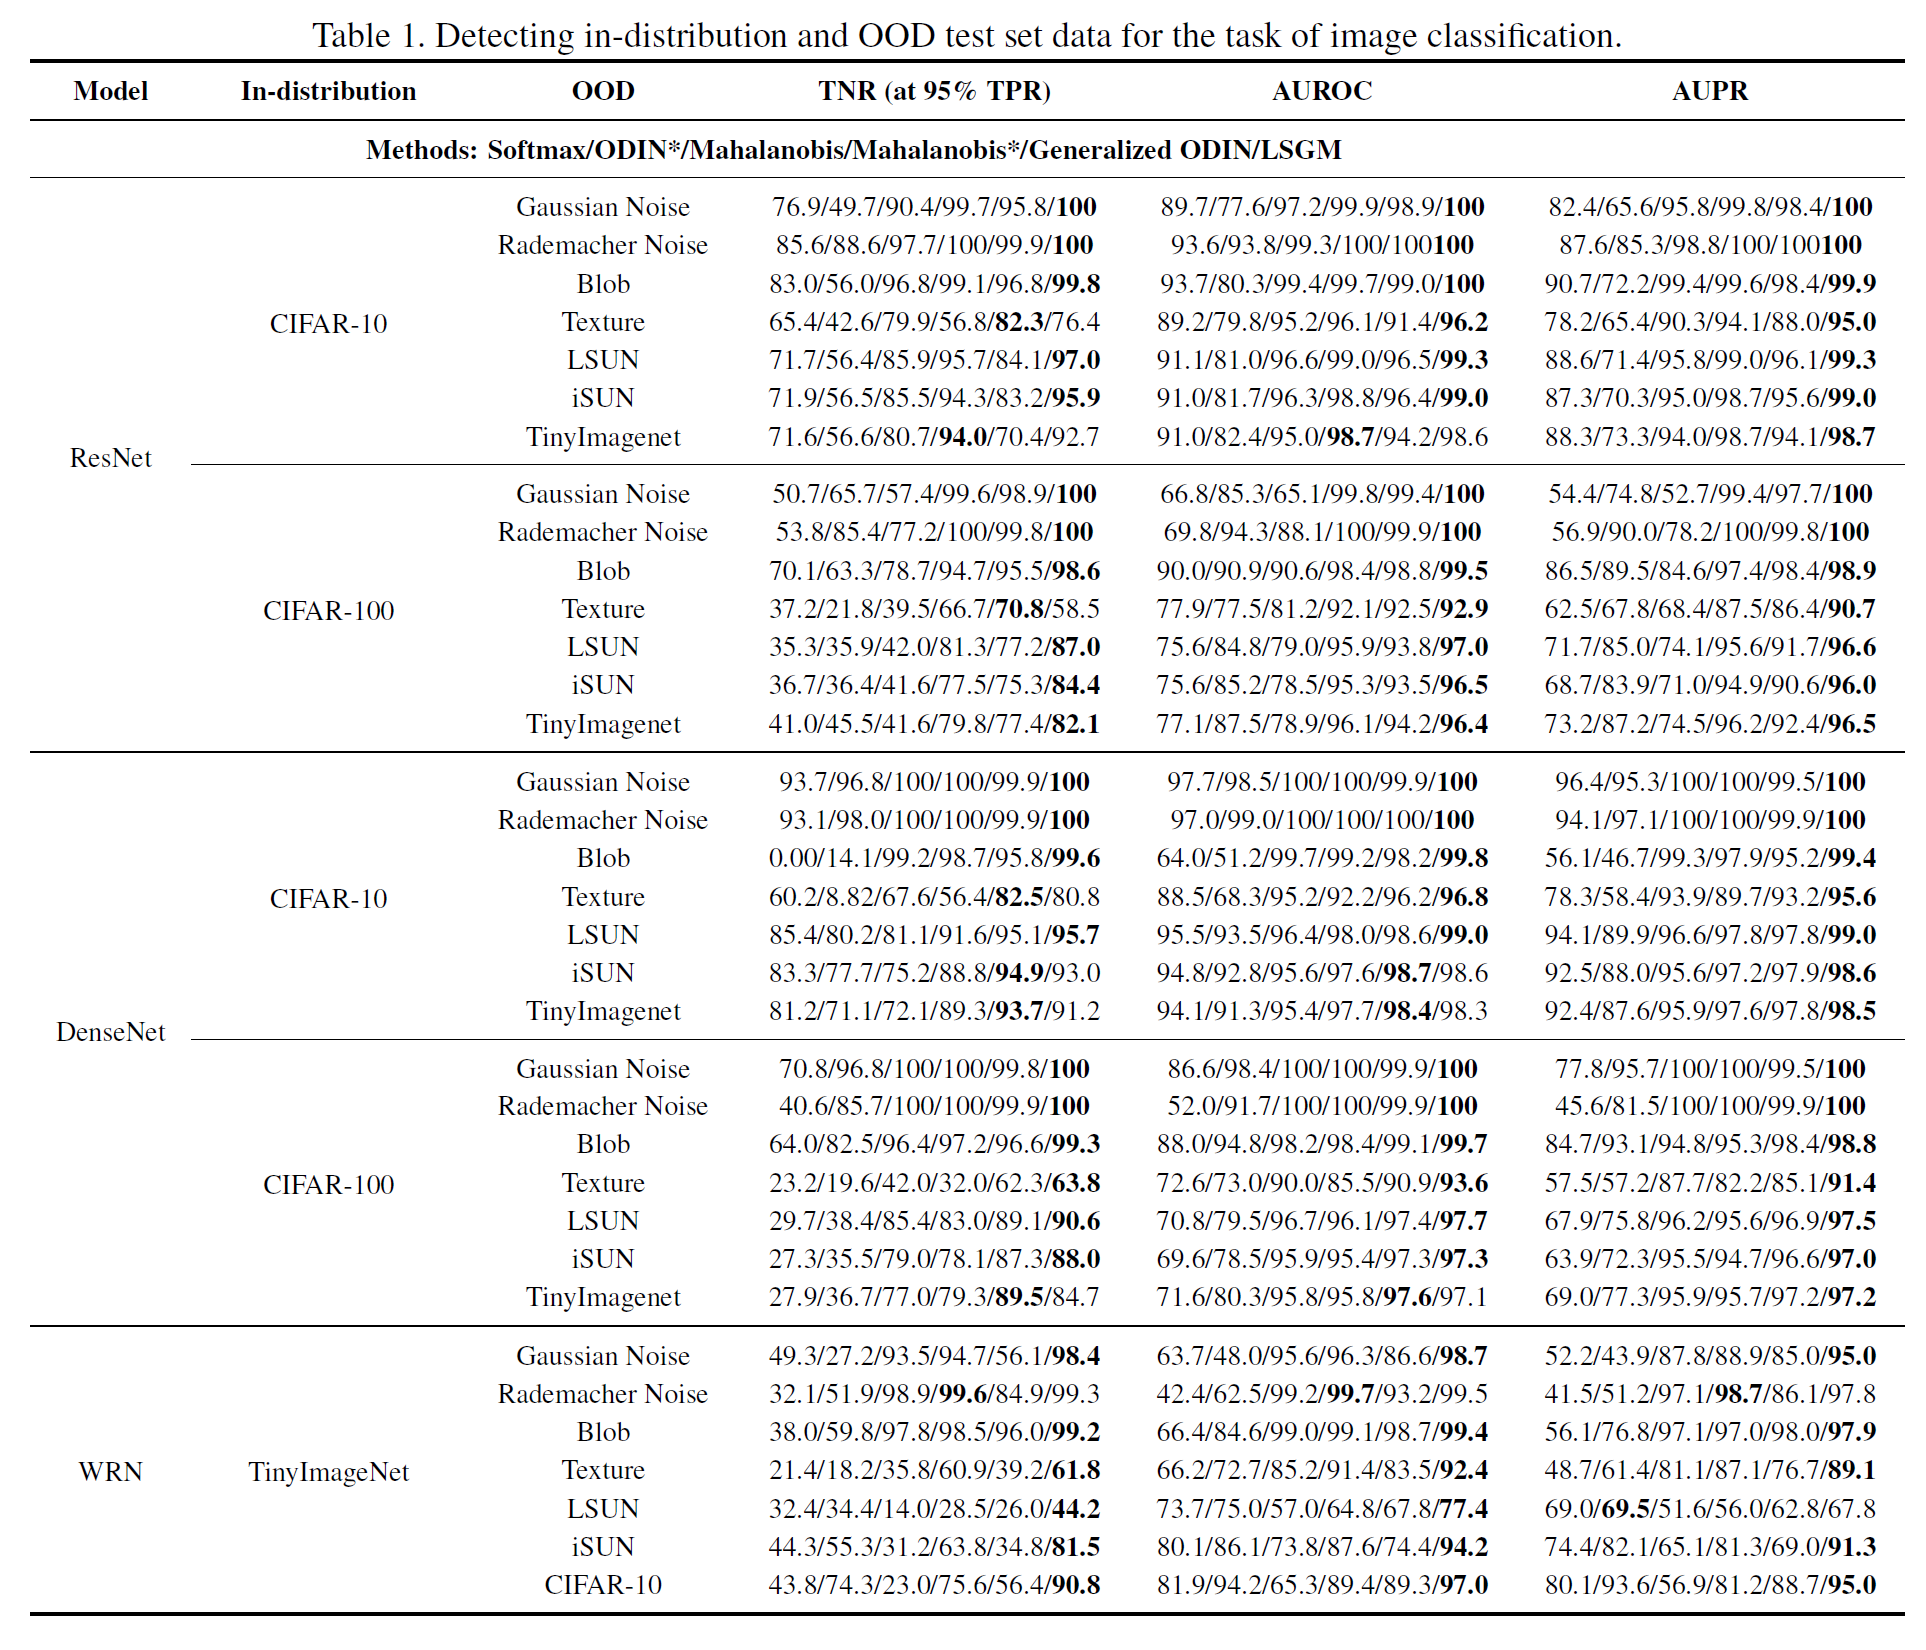 Table 1. Detecting in-distribution and OOD test set data for the task of image classification.
Model In-distribution OOD TNR (at 95% TPR) AUROC AUPR
Methods: Softmax/ODIN*/Mahalanobis/Mahalanobis*/Generalized ODIN/LSGM
Gaussian Noise 76.9/49.7/90.4/99.7/95.8/100 89.7/77.6/97.2/99.9/98.9/100 82.4/65.6/95.8/99.8/98.4/100
Rademacher Noise 85.6/88.6/97.7/100/99.9/100 93.6/93.8/99.3/100/100100 87.6/85.3/98.8/100/100100
Blob 83.0/56.0/96.8/99.1/96.8/99.8 93.7/80.3/99.4/99.7/99.0/100 90.7/72.2/99.4/99.6/98.4/99.9
CIFAR-10 Texture 65.4/42.6/79.9/56.8/82.3/76.4 89.2/79.8/95.2/96.1/91.4/96.2 78.2/65.4/90.3/94.1/88.0/95.0
LSUN 71.7/56.4/85.9/95.7/84.1/97.0 91.1/81.0/96.6/99.0/96.5/99.3 88.6/71.4/95.8/99.0/96.1/99.3
iSUN 71.9/56.5/85.5/94.3/83.2/95.9 91.0/81.7/96.3/98.8/96.4/99.0 87.3/70.3/95.0/98.7/95.6/99.0
TinyImagenet 71.6/56.6/80.7/94.0/70.4/92.7 91.0/82.4/95.0/98.7/94.2/98.6 88.3/73.3/94.0/98.7/94.1/98.7
ResNet
Gaussian Noise 50.7/65.7/57.4/99.6/98.9/100 66.8/85.3/65.1/99.8/99.4/100 54.4/74.8/52.7/99.4/97.7/100
Rademacher Noise 53.8/85.4/77.2/100/99.8/100 69.8/94.3/88.1/100/99.9/100 56.9/90.0/78.2/100/99.8/100
Blob 70.1/63.3/78.7/94.7/95.5/98.6 90.0/90.9/90.6/98.4/98.8/99.5 86.5/89.5/84.6/97.4/98.4/98.9
CIFAR-100 Texture 37.2/21.8/39.5/66.7/70.8/58.5 77.9/77.5/81.2/92.1/92.5/92.9 62.5/67.8/68.4/87.5/86.4/90.7
LSUN 35.3/35.9/42.0/81.3/77.2/87.0 75.6/84.8/79.0/95.9/93.8/97.0 71.7/85.0/74.1/95.6/91.7/96.6
iSUN 36.7/36.4/41.6/77.5/75.3/84.4 75.6/85.2/78.5/95.3/93.5/96.5 68.7/83.9/71.0/94.9/90.6/96.0
TinyImagenet 41.0/45.5/41.6/79.8/77.4/82.1 77.1/87.5/78.9/96.1/94.2/96.4 73.2/87.2/74.5/96.2/92.4/96.5
Gaussian Noise 93.7/96.8/100/100/99.9/100 97.7/98.5/100/100/99.9/100 96.4/95.3/100/100/99.5/100
Rademacher Noise 93.1/98.0/100/100/99.9/100 97.0/99.0/100/100/100/100 94.1/97.1/100/100/99.9/100
Blob 0.00/14.1/99.2/98.7/95.8/99.6 64.0/51.2/99.7/99.2/98.2/99.8 56.1/46.7/99.3/97.9/95.2/99.4
CIFAR-10 Texture 60.2/8.82/67.6/56.4/82.5/80.8 88.5/68.3/95.2/92.2/96.2/96.8 78.3/58.4/93.9/89.7/93.2/95.6
LSUN 85.4/80.2/81.1/91.6/95.1/95.7 95.5/93.5/96.4/98.0/98.6/99.0 94.1/89.9/96.6/97.8/97.8/99.0
iSUN 83.3/77.7/75.2/88.8/94.9/93.0 94.8/92.8/95.6/97.6/98.7/98.6 92.5/88.0/95.6/97.2/97.9/98.6
TinyImagenet 81.2/71.1/72.1/89.3/93.7/91.2 94.1/91.3/95.4/97.7/98.4/98.3 92.4/87.6/95.9/97.6/97.8/98.5
DenseNet
Gaussian Noise 70.8/96.8/100/100/99.8/100 86.6/98.4/100/100/99.9/100 77.8/95.7/100/100/99.5/100
Rademacher Noise 40.6/85.7/100/100/99.9/100 52.0/91.7/100/100/99.9/100 45.6/81.5/100/100/99.9/100
Blob 64.0/82.5/96.4/97.2/96.6/99.3 88.0/94.8/98.2/98.4/99.1/99.7 84.7/93.1/94.8/95.3/98.4/98.8
CIFAR-100 Texture 23.2/19.6/42.0/32.0/62.3/63.8 72.6/73.0/90.0/85.5/90.9/93.6 57.5/57.2/87.7/82.2/85.1/91.4
LSUN 29.7/38.4/85.4/83.0/89.1/90.6 70.8/79.5/96.7/96.1/97.4/97.7 67.9/75.8/96.2/95.6/96.9/97.5
iSUN 27.3/35.5/79.0/78.1/87.3/88.0 69.6/78.5/95.9/95.4/97.3/97.3 63.9/72.3/95.5/94.7/96.6/97.0
TinyImagenet 27.9/36.7/77.0/79.3/89.5/84.7 71.6/80.3/95.8/95.8/97.6/97.1 69.0/77.3/95.9/95.7/97.2/97.2
Gaussian Noise 49.3/27.2/93.5/94.7/56.1/98.4 63.7/48.0/95.6/96.3/86.6/98.7 52.2/43.9/87.8/88.9/85.0/95.0
Rademacher Noise 32.1/51.9/98.9/99.6/84.9/99.3 42.4/62.5/99.2/99.7/93.2/99.5 41.5/51.2/97.1/98.7/86.1/97.8
Blob 38.0/59.8/97.8/98.5/96.0/99.2 66.4/84.6/99.0/99.1/98.7/99.4 56.1/76.8/97.1/97.0/98.0/97.9
WRN TinyImageNet Texture 21.4/18.2/35.8/60.9/39.2/61.8 66.2/72.7/85.2/91.4/83.5/92.4 48.7/61.4/81.1/87.1/76.7/89.1
LSUN 32.4/34.4/14.0/28.5/26.0/44.2 73.7/75.0/57.0/64.8/67.8/77.4 69.0/69.5/51.6/56.0/62.8/67.8
iSUN 44.3/55.3/31.2/63.8/34.8/81.5 80.1/86.1/73.8/87.6/74.4/94.2 74.4/82.1/65.1/81.3/69.0/91.3
CIFAR-10 43.8/74.3/23.0/75.6/56.4/90.8 81.9/94.2/65.3/89.4/89.3/97.0 80.1/93.6/56.9/81.2/88.7/95.0